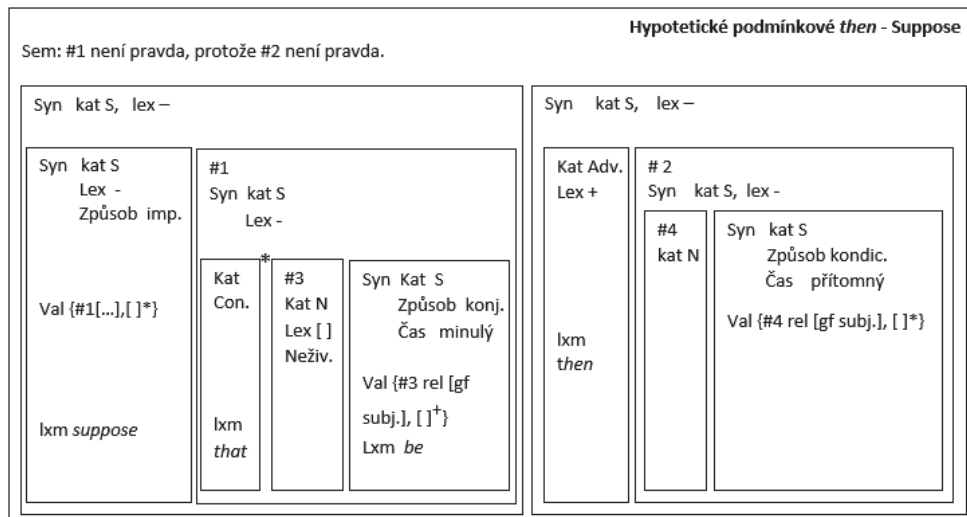 Hypotetické podmínkové then - Suppose
Sem: #1 není pravda, protože #2 není pravda.
Syn kat S, lex –
Syn kat S
Lex -
Způsob imp.
Val {#1[...],[ ]*}
lxm suppose
#1
Syn kat S
Lex -
Kat
Con.
lxm
that
*
#3
Kat N
Lex [ ]
Neživ.
Syn Kat S
Způsob konj.
Čas minulý
Val {#3 rel [gf
subj.], [ ]+}
Lxm be
Syn kat S, lex –
Kat Adv.
Lex +
lxm
then
# 2
Syn kat S, lex -
#4
kat N
Syn kat S
Způsob kondic.
Čas přítomný
Val {#4 rel [gf subj.], [ ]*}